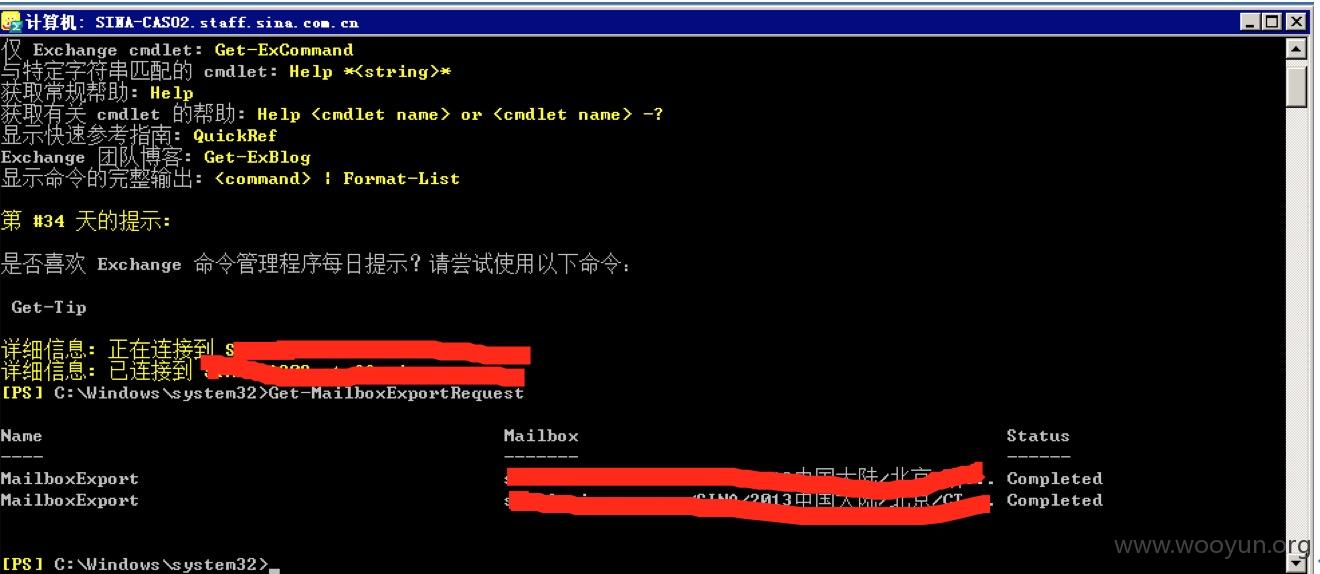 计算机: SINA-CAS02.staff.sina.com.cn
仅 Exchange cmdlet: Get-ExCommand
与特定字符串匹配的 cmdlet: Help *<string>*
获取常规帮助: Help
获取有关 cmdlet 的帮助: Help <cmdlet name> or <cmdlet name> -?
显示快速参考指南: QuickRef
Exchange 团队博客: Get-ExBlog
显示命令的完整输出: <command> | Format-List
第 #34 天的提示:
是否喜欢 Exchange 命令管理程序每日提示? 请尝试使用以下命令:
Get-Tip
详细信息: 正在连接到 S
详细信息: 已连接到
[PS] C:\Windows\system32>Get-MailboxExportRequest
Name Mailbox Status
---- ------- ------
MailboxExport 中国大陆/北京 .. Completed
MailboxExport s /SINA/2013中国大陆/北京/CT .. Completed
[PS] C:\Windows\system32>_
www.wooyun.org